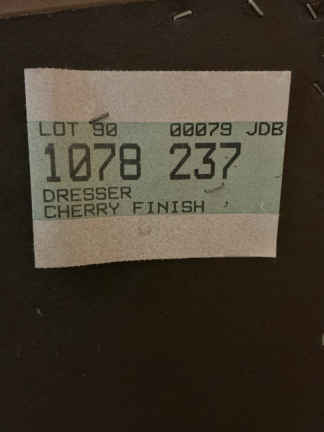 LOT 90 00079 JDB
1078 237
DRESSER
CHERRY FINISH